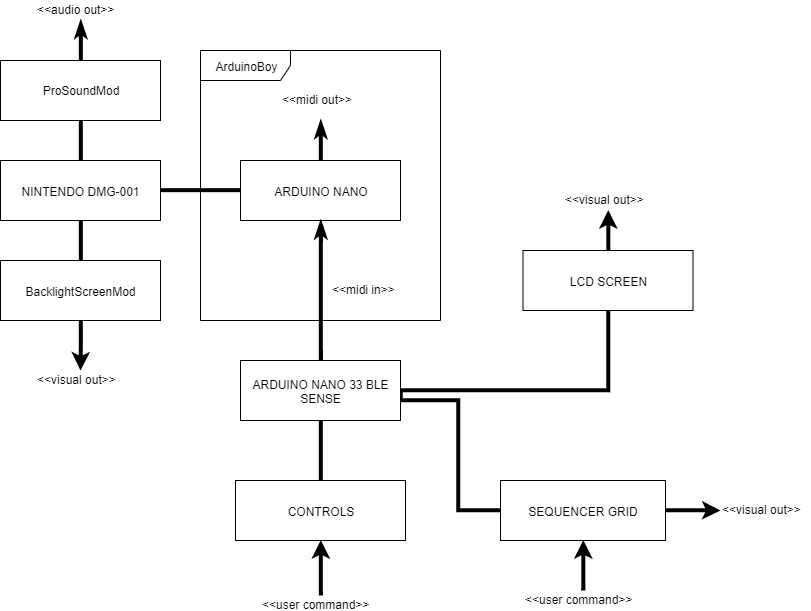 <<audio out>>
ProSoundMod
NINTENDO DMG-001
BacklightScreenMod
<<visual out>>
ArduinoBoy
<<midi out>>
ARDUINO NANO
<<midi in>>
<<visual out>>
LCD SCREEN
ARDUINO NANO 33 BLE
SENSE
CONTROLS
<<user command>>
SEQUENCER GRID
<<visual out>>
<<user command>>